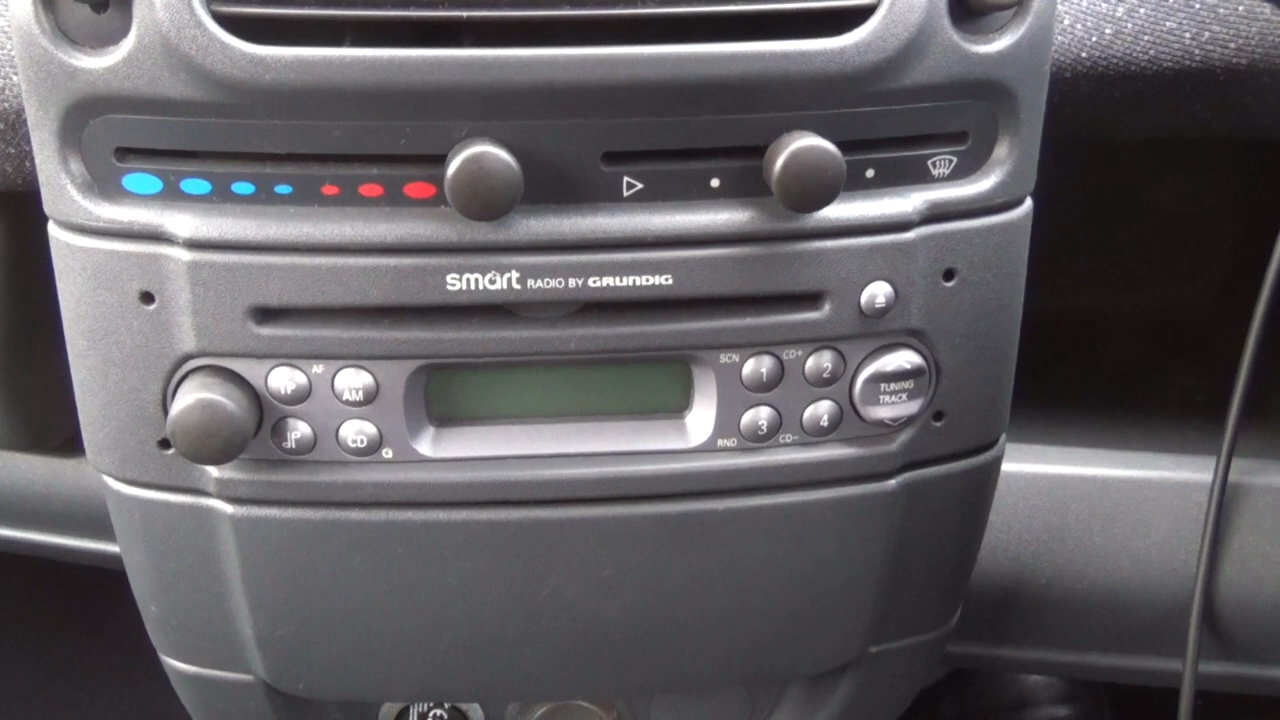 smart RADIO BY GRUNDIG
SCN CD+
AF
TP
AM
1 2
TUNING
TRACK
CD
3 4
RND CD-